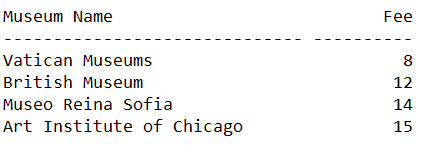 Museum Name                           Fee
------------------------------ ----------
Vatican Museums                         8
British Museum                         12
Museo Reina Sofia                      14
Art Institute of Chicago               15